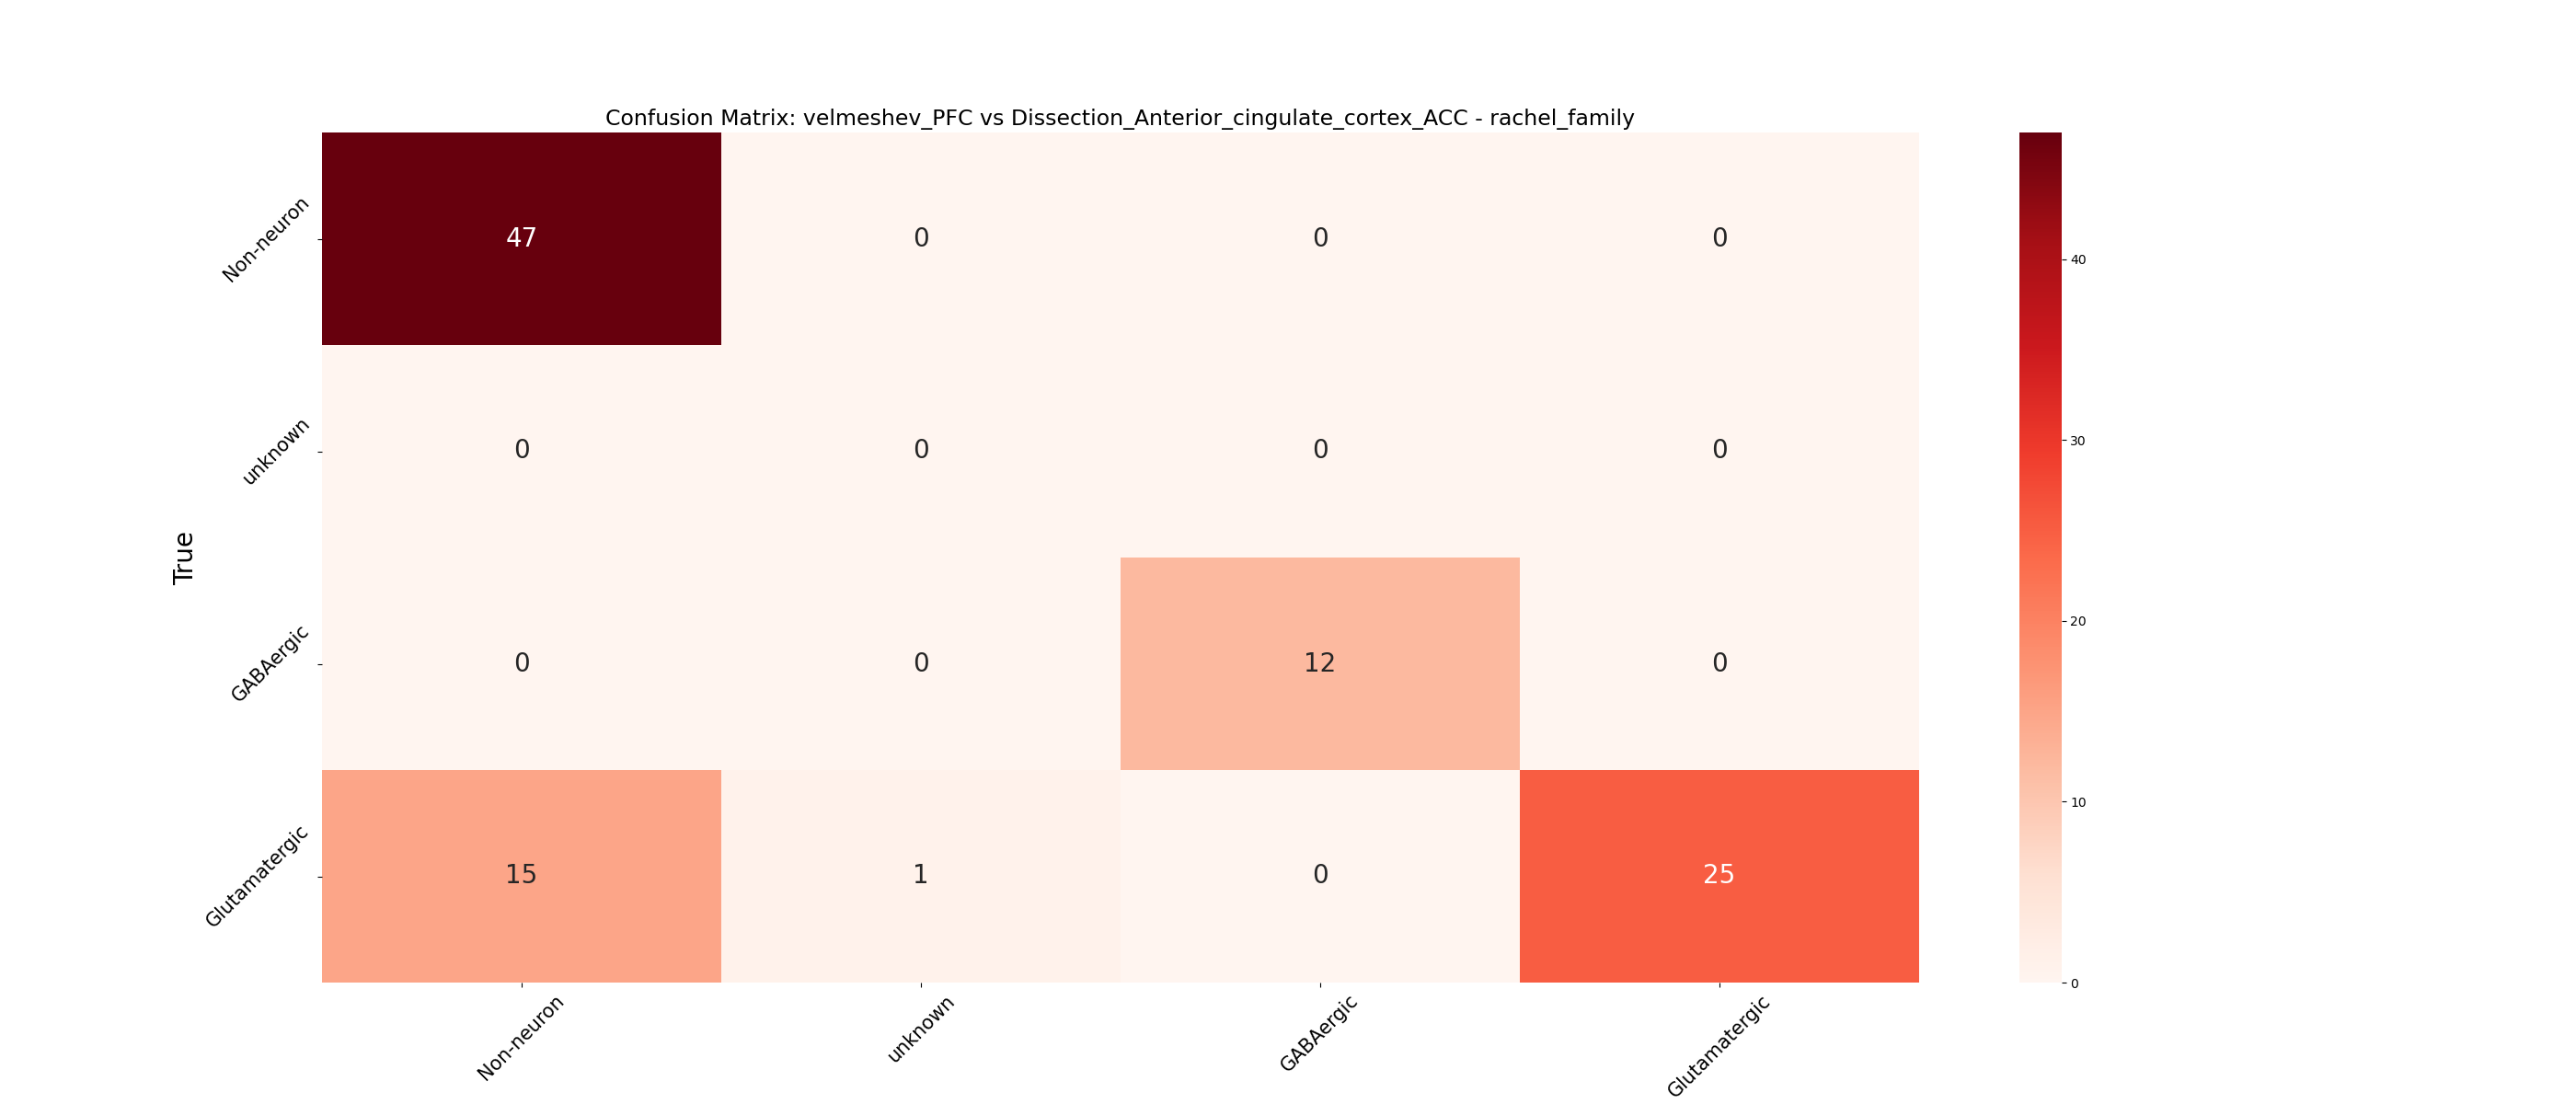 Confusion Matrix: velmeshev_PFC vs Dissection_Anterior_cingulate_cortex_ACC - rachel_family
True
Non-neuron
47
0
0
0
unknown
0
0
0
0
GABAergic
0
0
12
0
Glutamatergic
15
1
0
25
Non-neuron
unknown
GABAergic
Glutamatergic
40
30
20
10
0